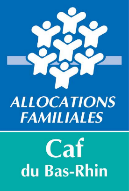 ALLOCATIONS
FAMILIALES
Caf
du Bas-Rhin